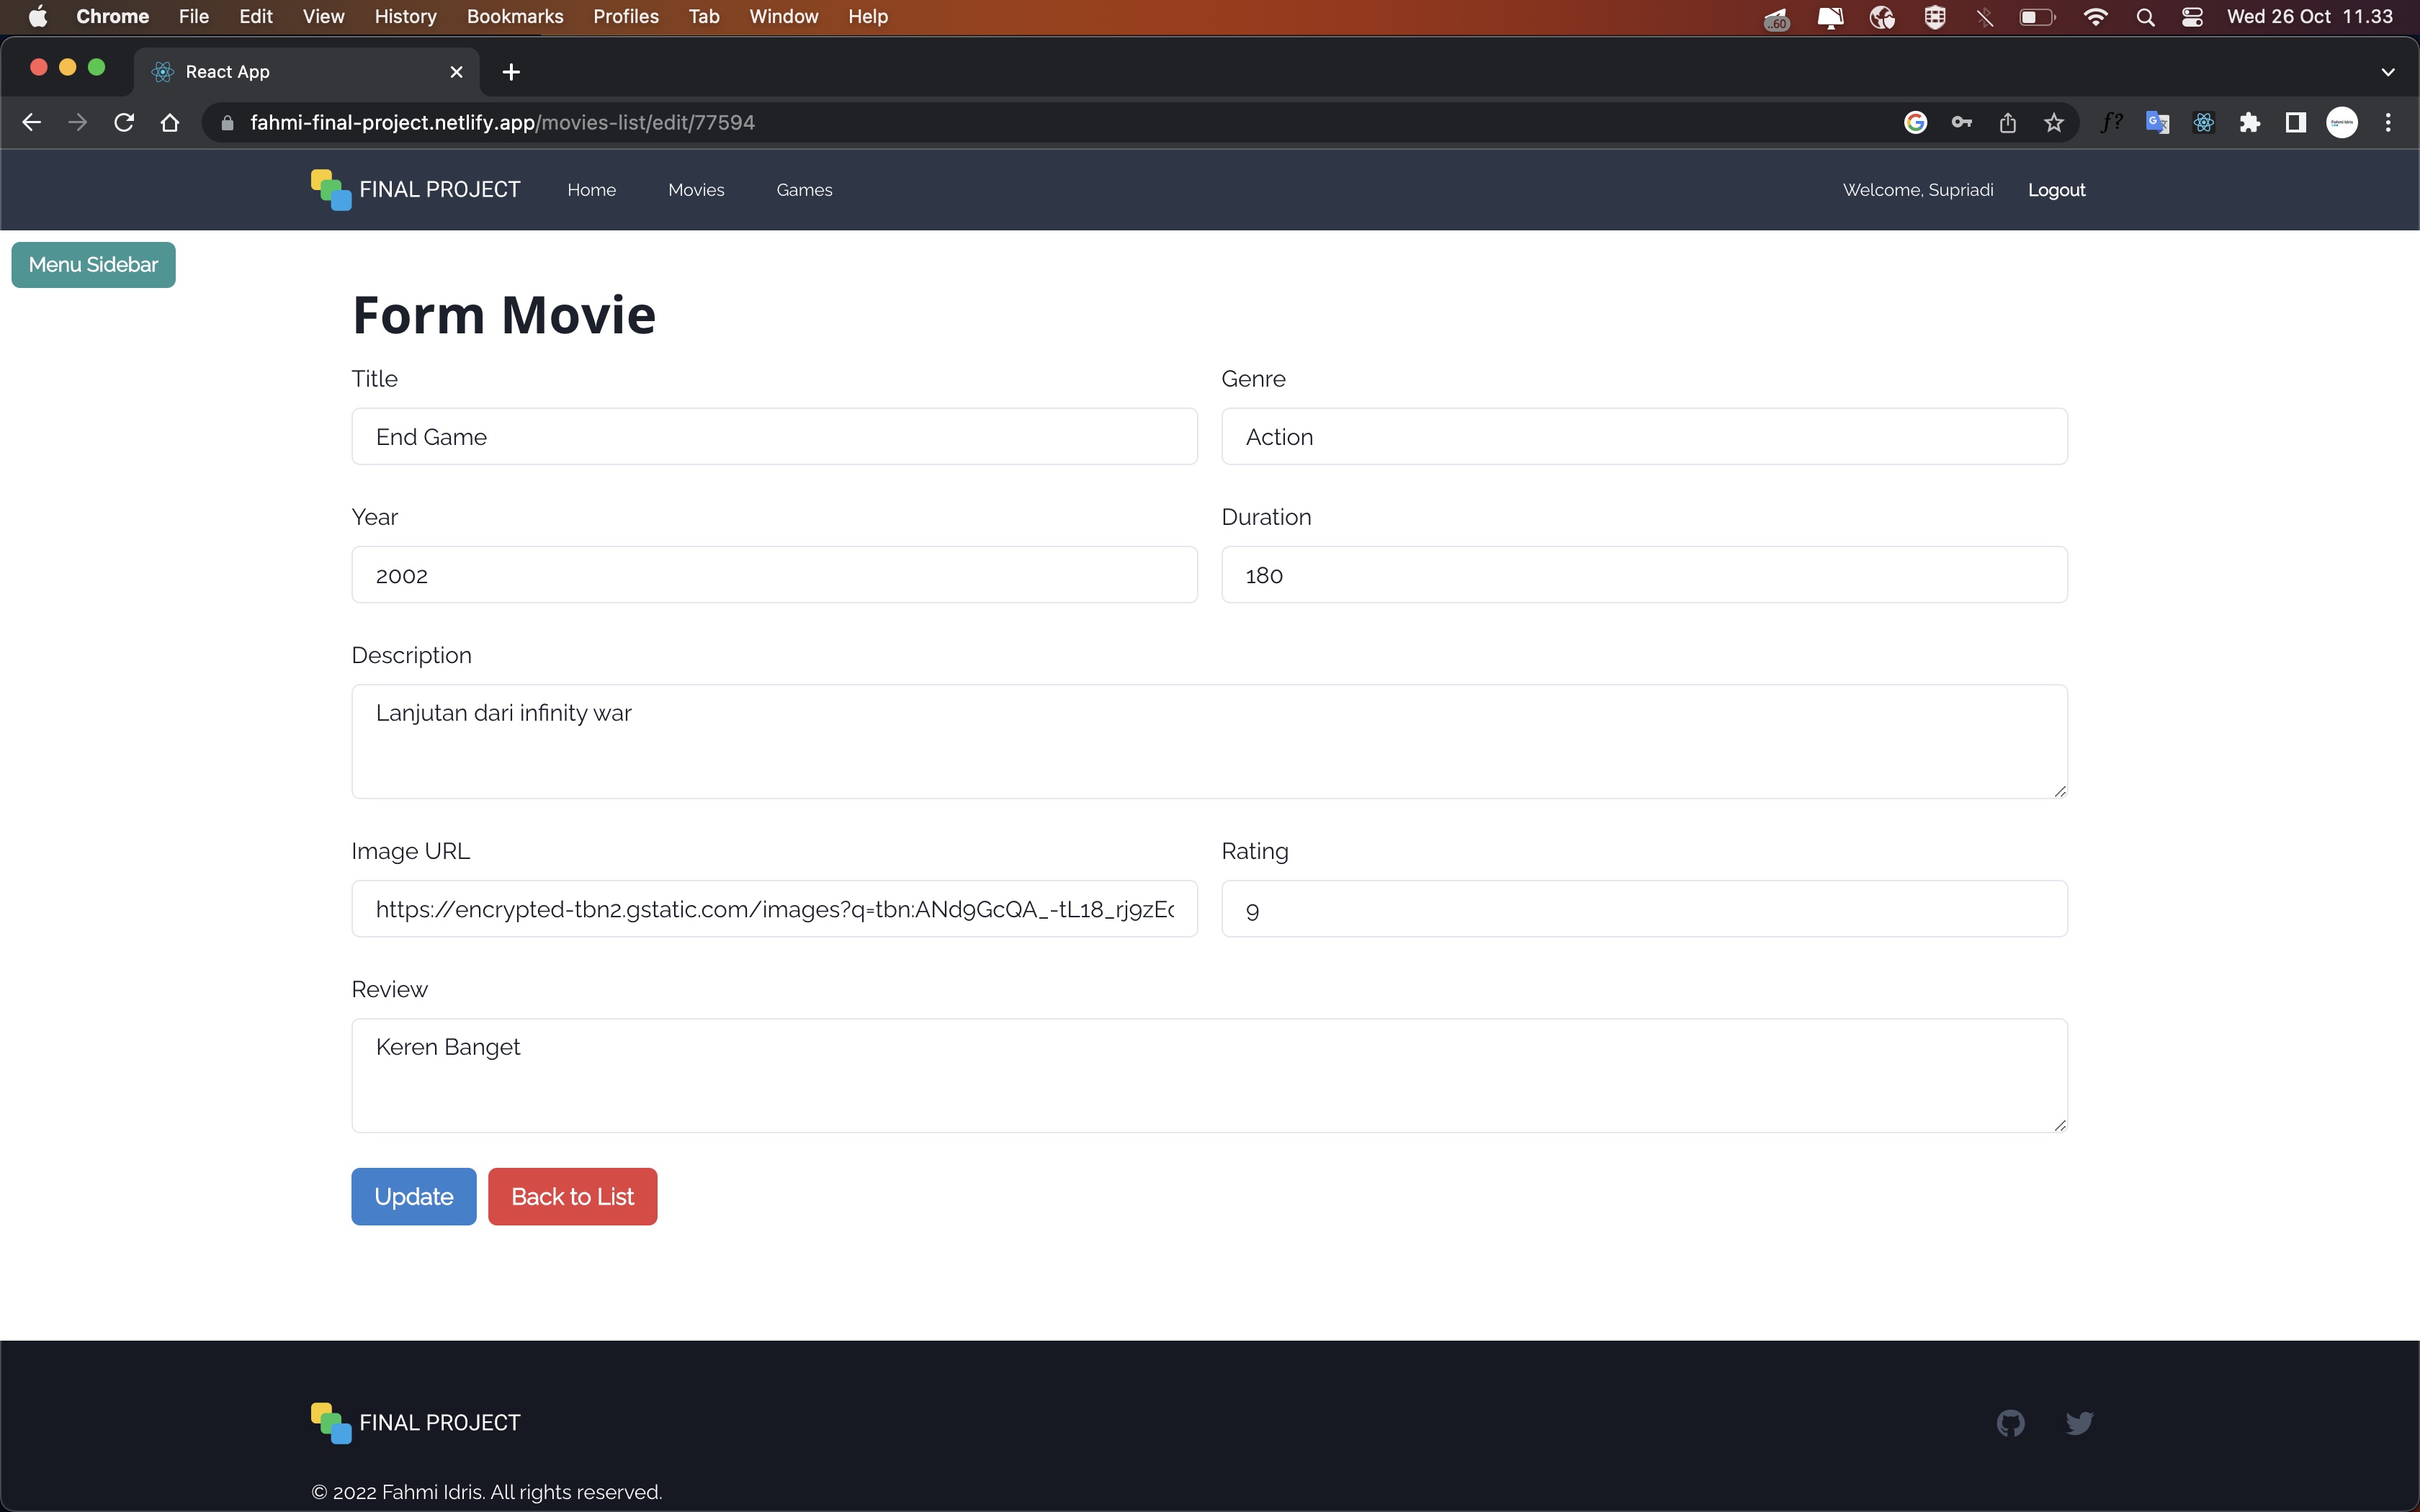 Chrome File Edit View History Bookmarks Profiles Tab Window Help Wed 26 Oct 11.33
React App
fahmi-final-project.netlify.app/movies-list/edit/77594
FINAL PROJECT Home Movies Games Welcome, Supriadi Logout
Menu Sidebar
Form Movie
Title Genre
End Game Action
Year Duration
2002 180
Description
Lanjutan dari infinity war
Image URL Rating
https://encrypted-tbn2.gstatic.com/images?q=tbn:ANd9GcQA_-tL18_rj9zEc 9
Review
Keren Banget
Update Back to List
FINAL PROJECT
© 2022 Fahmi Idris. All rights reserved.